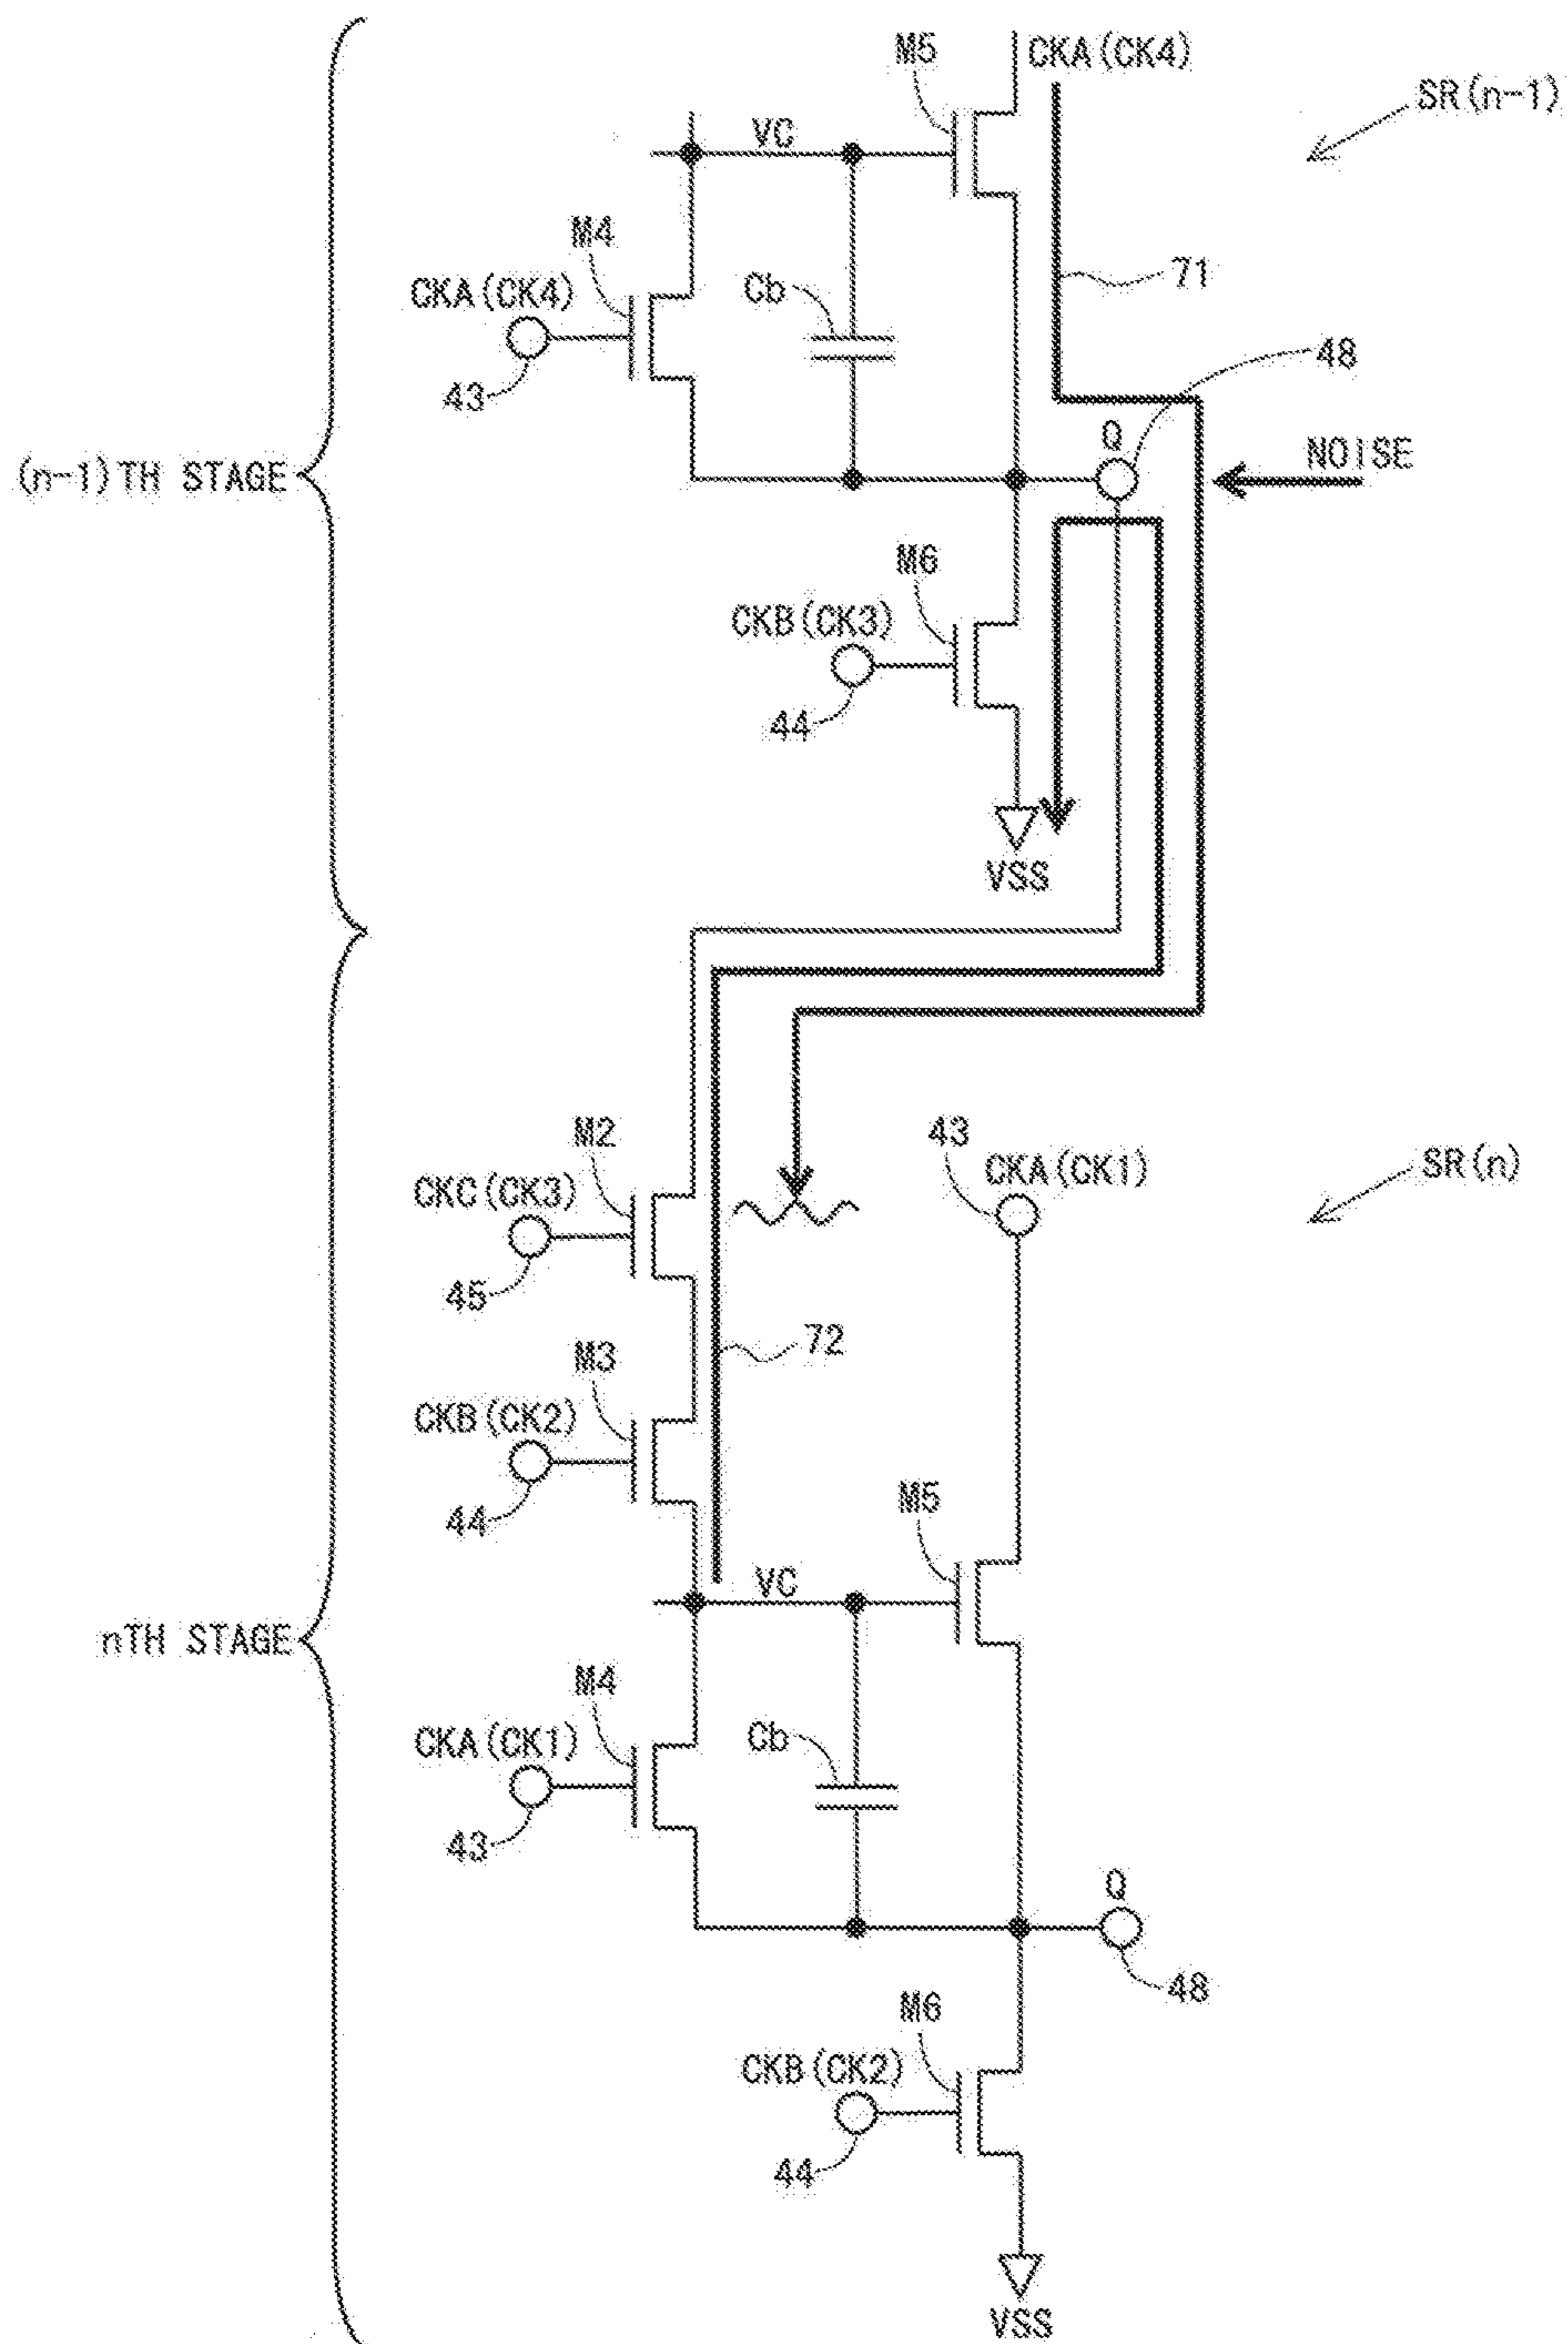 M5
CKA(CK4)
SR(n-1)
VC
M4
CKA(CK4)
Cb
71
43
48
Q
(n-1)TH STAGE
NOISE
M6
CKB(CK3)
44
VSS
M2
43
CKC(CK3)
CKA(CK1)
SR(n)
45
M3
72
CKB(CK2)
M5
44
VC
nTH STAGE
M4
CKA(CK1)
Cb
43
Q
48
M6
CKB(CK2)
44
VSS